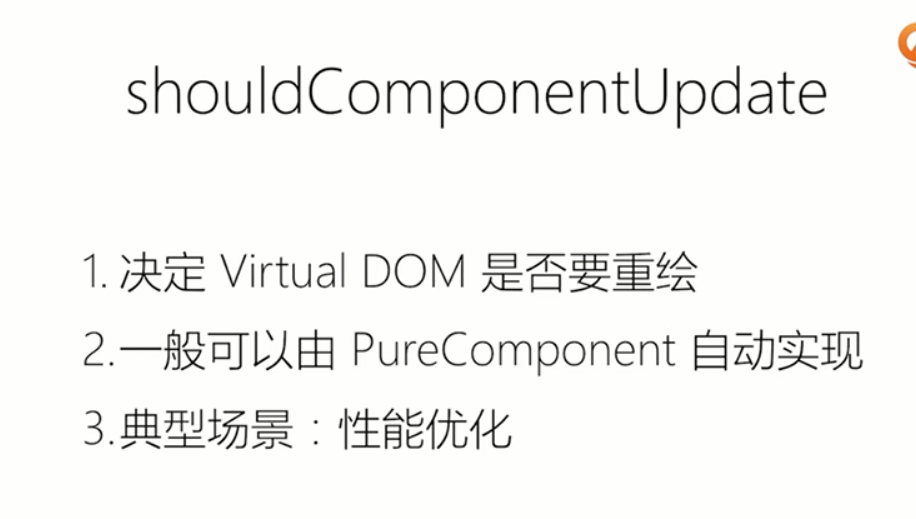 shouldComponentUpdate
1. 决定 Virtual DOM 是否要重绘
2.一般可以由 PureComponent 自动实现
3.典型场景：性能优化